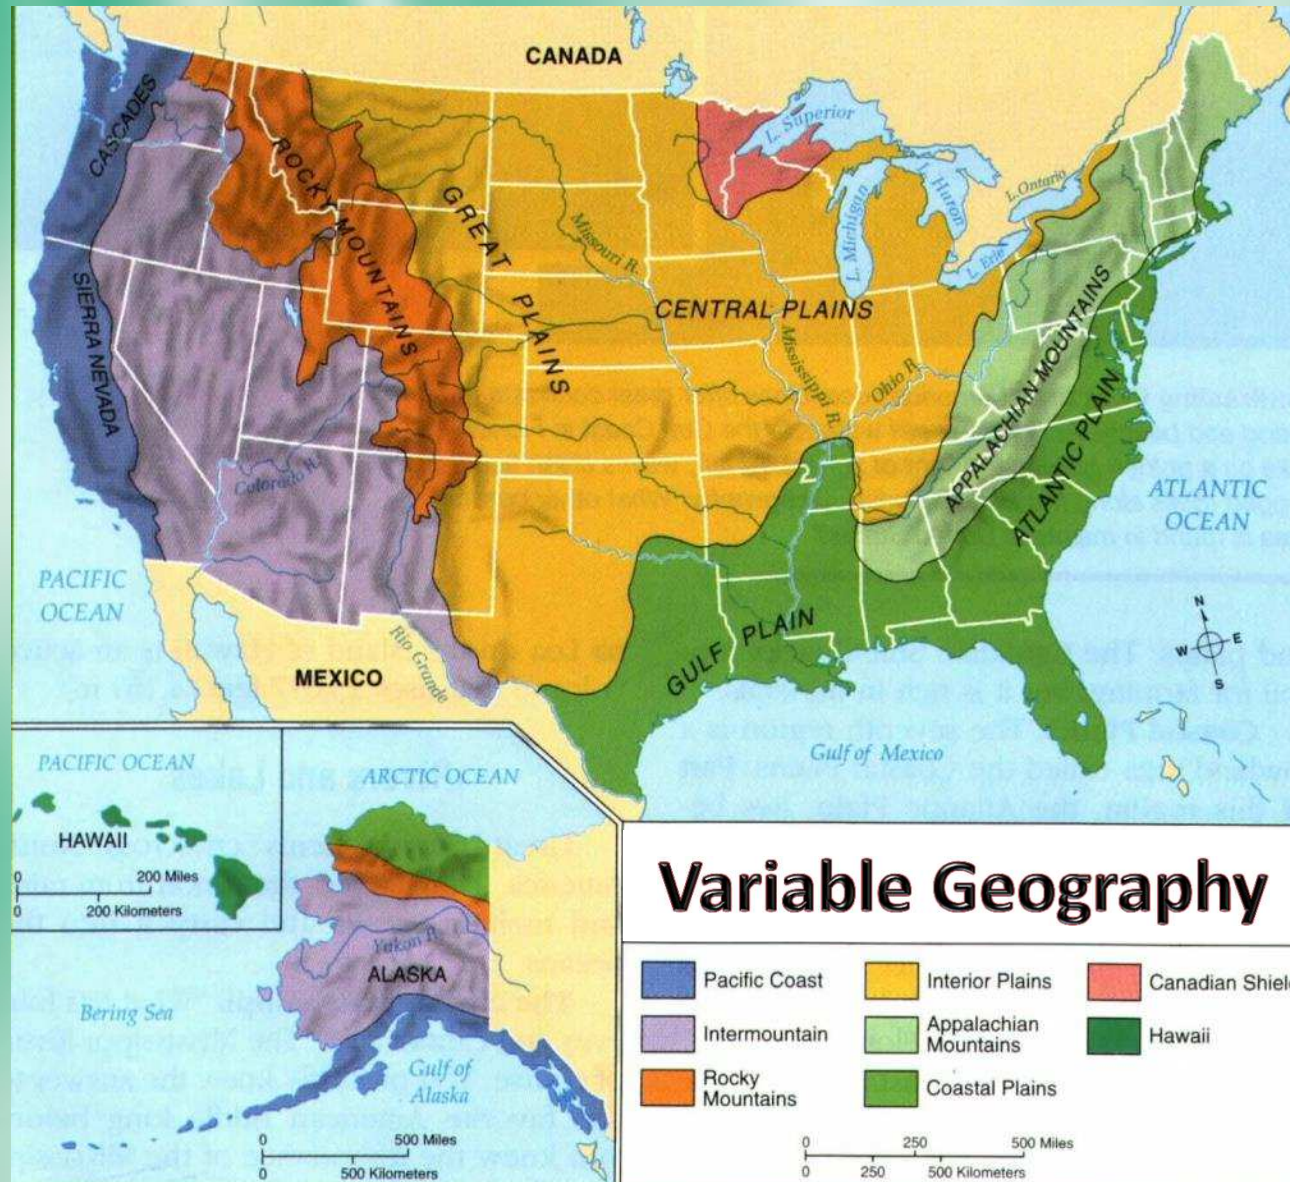 CANADA
CASCADES
ROCKY MOUNTAINS
GREAT PLAINS
Missouri R.
L. Superior
L. Michigan
Huron
L. Ontario
L. Erie
SIERRA NEVADA
CENTRAL PLAINS
Mississippi R.
Ohio R.
APPALACHIAN MOUNTAINS
ATLANTIC PLAIN
Colorado R.
ATLANTIC
OCEAN
PACIFIC
OCEAN
N
W E
S
MEXICO
Rio Grande
GULF PLAIN
Gulf of Mexico
PACIFIC OCEAN
HAWAII
0 200 Miles
0 200 Kilometers
ARCTIC OCEAN
Yukon R.
ALASKA
Bering Sea
Gulf of
Alaska
0 500 Miles
0 500 Kilometers
Variable Geography
Pacific Coast
Intermountain
Rocky
Mountains
Interior Plains
Appalachian
Mountains
Coastal Plains
Canadian Shiel
Hawaii
0 250 500 Miles
0 250 500 Kilometers